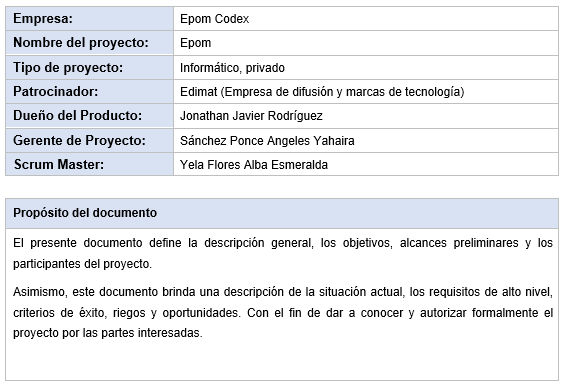 Empresa: Epom Codex
Nombre del proyecto: Epom
Tipo de proyecto: Informático, privado
Patrocinador: Edimat (Empresa de difusión y marcas de tecnología)
Dueño del Producto: Jonathan Javier Rodríguez
Gerente de Proyecto: Sánchez Ponce Angeles Yahaira
Scrum Master: Yela Flores Alba Esmeralda
Propósito del documento
El presente documento define la descripción general, los objetivos, alcances preliminares y los
participantes del proyecto.
Asimismo, este documento brinda una descripción de la situación actual, los requisitos de alto nivel,
criterios de éxito, riegos y oportunidades. Con el fin de dar a conocer y autorizar formalmente el
proyecto por las partes interesadas.